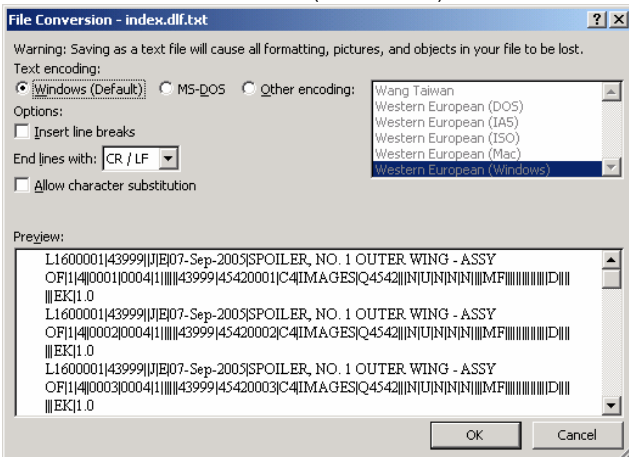 File Conversion - index.dlf.txt
Warning: Saving as a text file will cause all formatting, pictures, and objects in your file to be lost.
Text encoding:
Windows (Default) MS-DOS Other encoding:
Wang Taiwan
Western European (DOS)
Western European (IA5)
Western European (ISO)
Western European (Mac)
Western European (Windows)
Options:
Insert line breaks
End lines with: CR / LF
Allow character substitution
Preview:
L1600001|43999||J|E|07-Sep-2005|SPOILER, NO. 1 OUTER WING - ASSY
OF|1|4||0001|0004|1||||||43999|45420001|C4|IMAGES|Q4542|||N|U|N|N|N||||MF|||||||||||||D||||
|||EK|1.0
L1600001|43999||J|E|07-Sep-2005|SPOILER, NO. 1 OUTER WING - ASSY
OF|1|4||0002|0004|1||||||43999|45420002|C4|IMAGES|Q4542|||N|U|N|N|N||||MF|||||||||||||D||||
|||EK|1.0
L1600001|43999||J|E|07-Sep-2005|SPOILER, NO. 1 OUTER WING - ASSY
OF|1|4||0003|0004|1||||||43999|45420003|C4|IMAGES|Q4542|||N|U|N|N|N||||MF|||||||||||||D||||
|||EK|1.0
OK Cancel